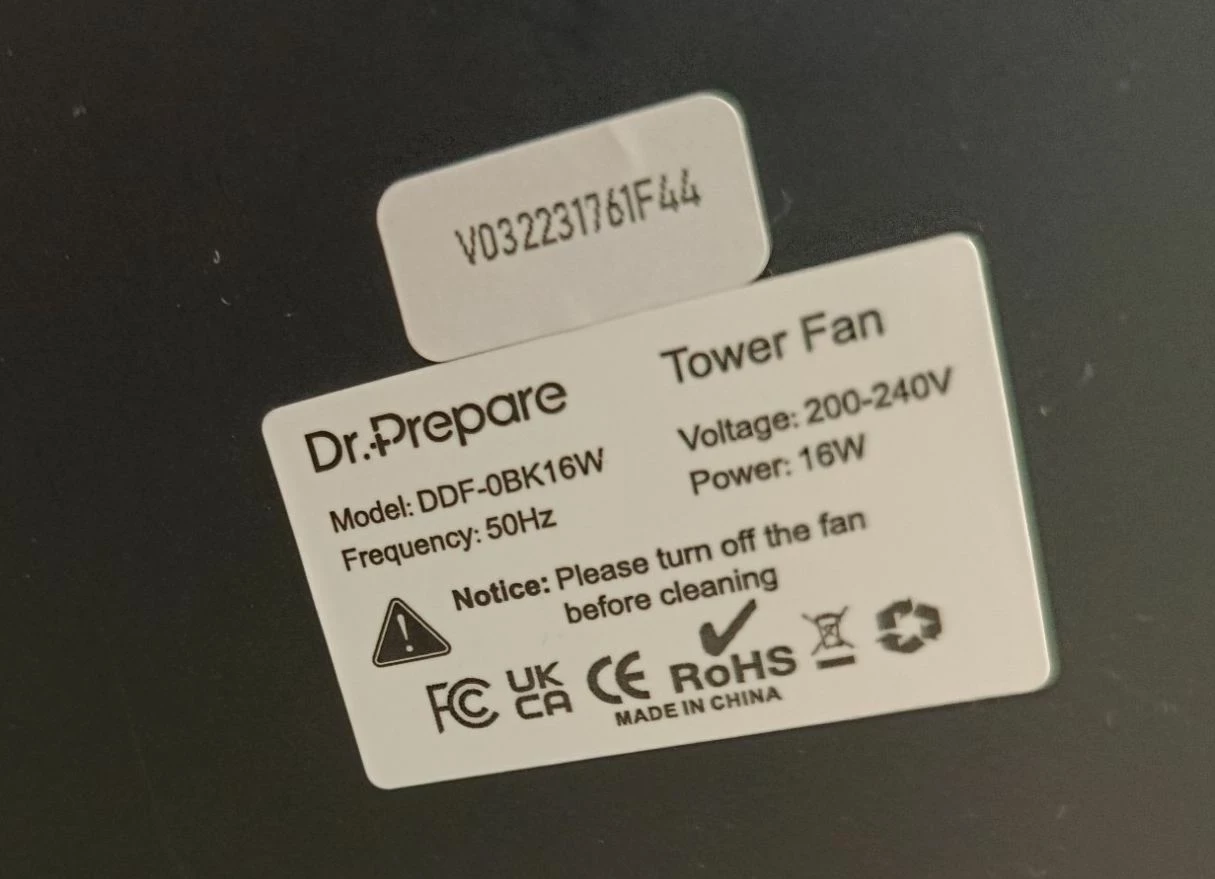 V032231761F44
Dr.Prepare
Tower Fan
Model: DDF-0BK16W
Voltage: 200-240V
Frequency: 50Hz
Power: 16W
Notice: Please turn off the fan
before cleaning
FC UK CA CE RoHS
MADE IN CHINA